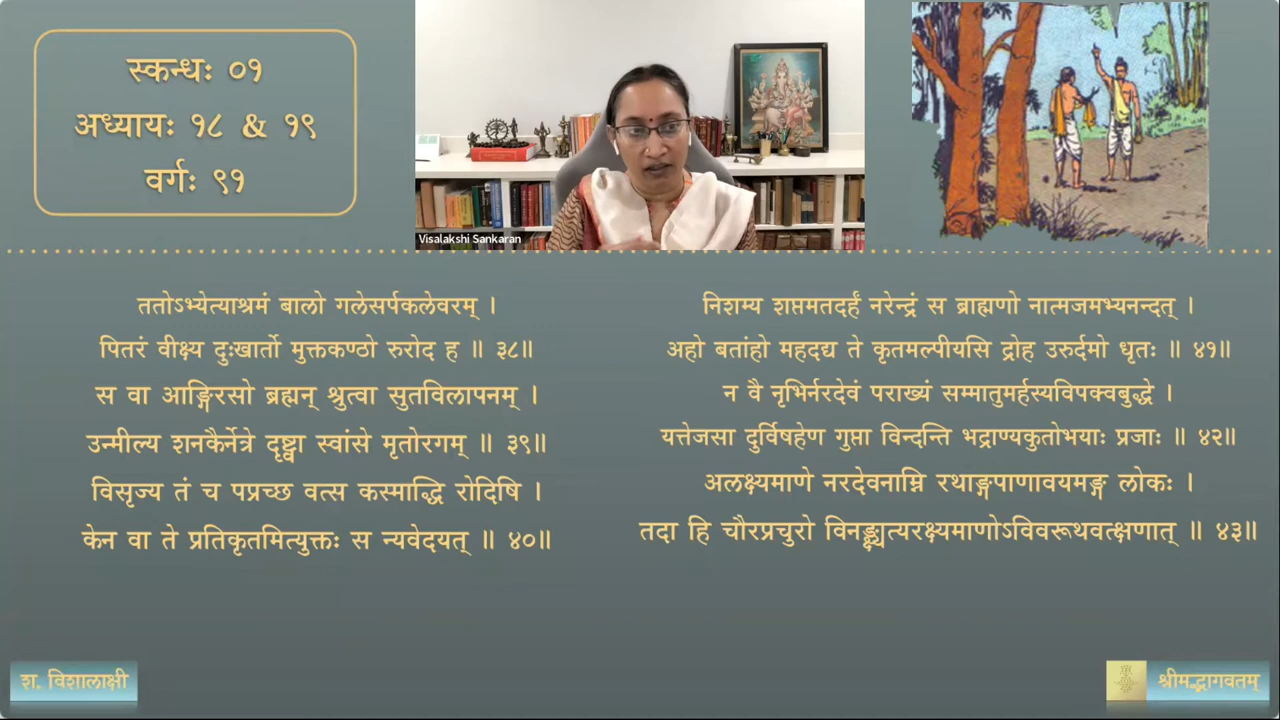 स्कन्धः ०१
अध्यायः १८ & १९
वर्गः ९१
Visalakshi Sankaran
ततोऽभ्येत्याश्रमं बालो गलेसर्पकलेवरम् ।
पितरं वीक्ष्य दुःखार्तो मुक्तकण्ठो रुरोद ह ॥ ३८॥
स वा आङ्गिरसो ब्रह्मन् श्रुत्वा सुतविलापनम् ।
उन्मील्य शनकैर्नेत्रे दृष्ट्वा स्वांसे मृतोरगम् ॥ ३९॥
विसृज्य तं च पप्रच्छ वत्स कस्माद्धि रोदिषि ।
केन वा ते प्रतिकृतमित्युक्तः स न्यवेदयत् ॥ ४०॥
निशम्य शप्तमतदर्हं नरेन्द्रं स ब्राह्मणो नात्मजमभ्यनन्दत् ।
अहो बतांहो महदद्य ते कृतमल्पीयसि द्रोह उरुर्दमो धृतः ॥ ४१॥
न वै नृभिर्नरदेवं पराख्यं सम्मातुमर्हस्यविपक्वबुद्धे ।
यत्तेजसा दुर्विषहेण गुप्ता विन्दन्ति भद्राण्यकुतोभयाः प्रजाः ॥ ४२॥
अलक्ष्यमाणे नरदेवनाम्नि रथाङ्गपाणावयमङ्ग लोकः ।
तदा हि चौरप्रचुरो विनङ्क्ष्यत्यरक्ष्यमाणोऽविवरूथवत्क्षणात् ॥ ४३॥
श. विशालाक्षी
श्रीमद्भागवतम्